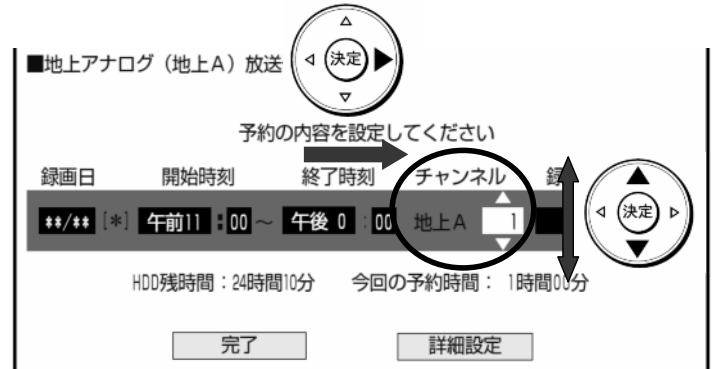 ■地上アナログ（地上A）放送
決定
予約の内容を設定してください
録画日 開始時刻 終了時刻 チャンネル 録
**/** [*] 午前11:00～ 午後 0:00 地上A 1
決定
HDD残時間：24時間10分 今回の予約時間： 1時間00分
完了 詳細設定